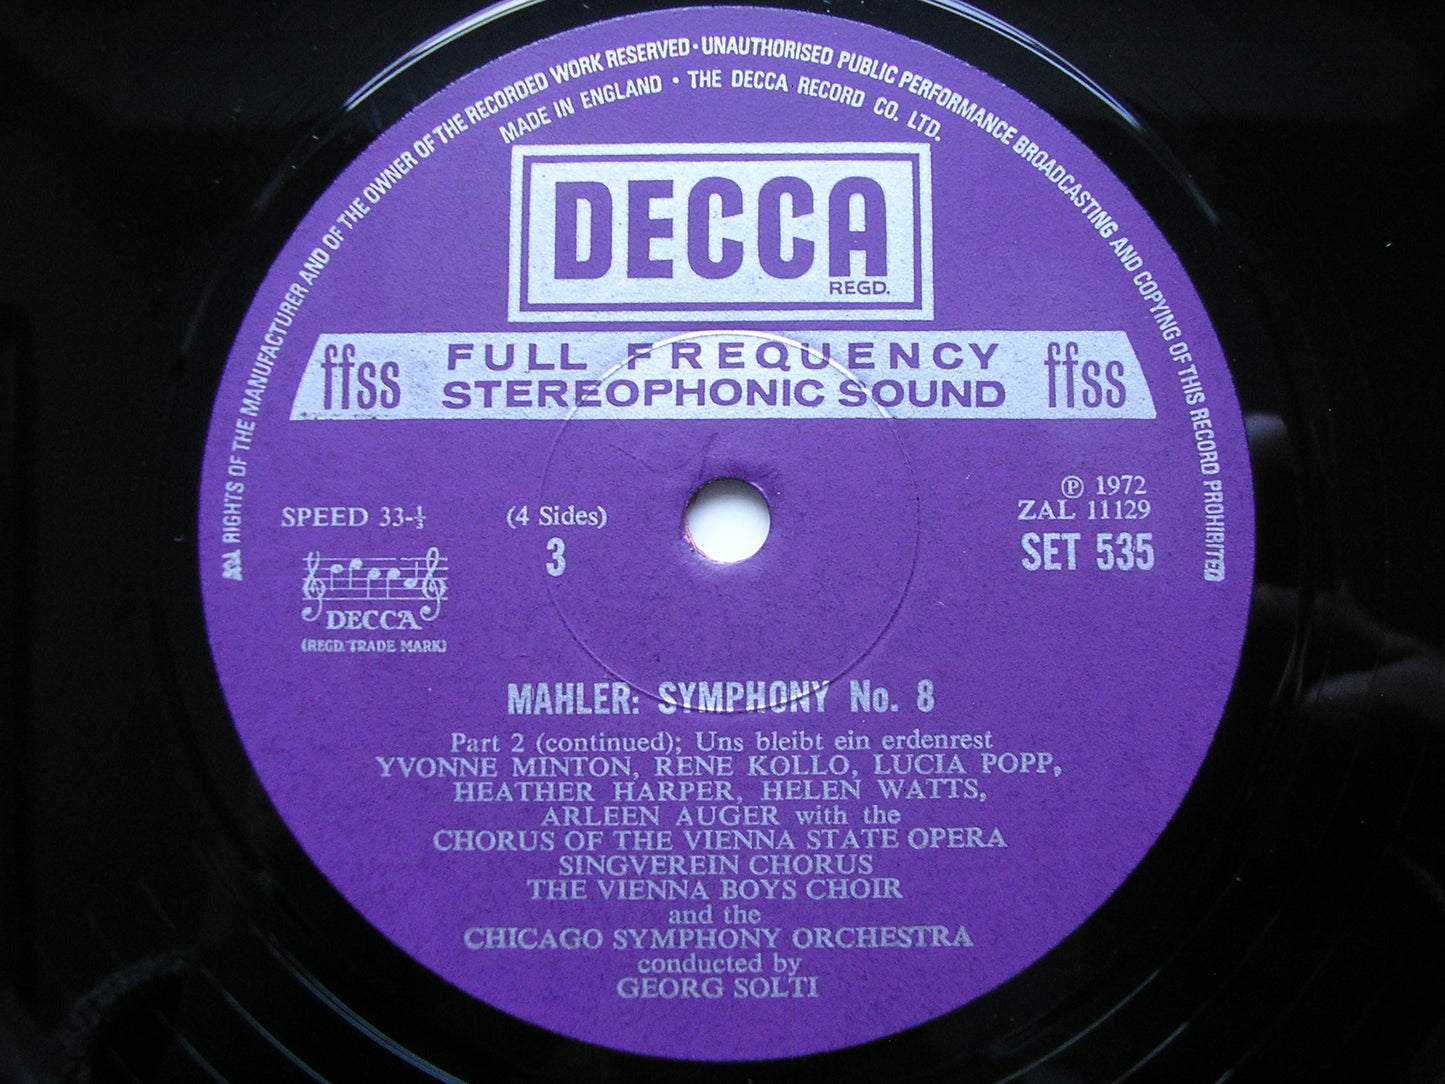 ALL RIGHTS OF THE MANUFACTURER AND OF THE OWNER OF THE RECORDED WORK RESERVED · UNAUTHORISED PUBLIC PERFORMANCE BROADCASTING AND COPYING OF THIS RECORD PROHIBITED
MADE IN ENGLAND · THE DECCA RECORD CO. LTD.
DECCA
REGD.
ffss FULL FREQUENCY STEREOPHONIC SOUND ffss
SPEED 33-⅓
(4 Sides)
3
℗ 1972
ZAL 11129
SET 535
DECCA
(REGD. TRADE MARK)
MAHLER: SYMPHONY No. 8
Part 2 (continued); Uns bleibt ein erdenrest
YVONNE MINTON, RENE KOLLO, LUCIA POPP,
HEATHER HARPER, HELEN WATTS,
ARLEEN AUGER with the
CHORUS OF THE VIENNA STATE OPERA
SINGVEREIN CHORUS
THE VIENNA BOYS CHOIR
and the
CHICAGO SYMPHONY ORCHESTRA
conducted by
GEORG SOLTI